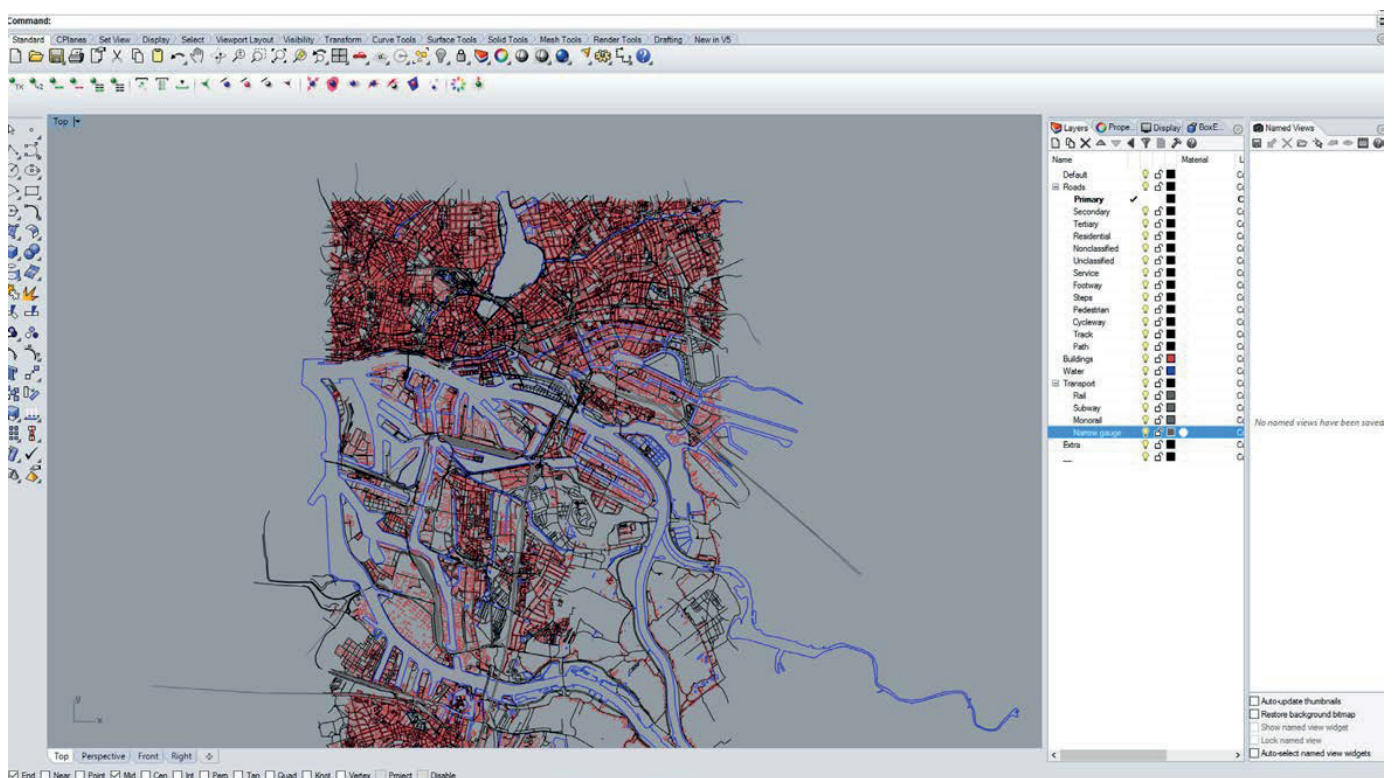 Command:
Standard CPlanes Set View Display Select Viewport Layout Visibility Transform Curve Tools Surface Tools Solid Tools Mesh Tools Render Tools Drafting New in V5
Top
Layers Prope... Display BoxE...
Named Views
Name Material L
Default
Roads
Primary
Secondary
Tertiary
Residential
Nonclassified
Unclassified
Service
Footway
Steps
Pedestrian
Cycleway
Track
Path
Buildings
Water
Transport
Rail
Subway
Monorail
Narrow gauge
Extra
No named views have been saved
y
x
Auto-update thumbnails
Restore background bitmap
Show named view widget
Lock named view
Auto-select named view widgets
Top Perspective Front Right
End Near Point Mid Cen Int Perp Tan Quad Knot Vertex Project Disable